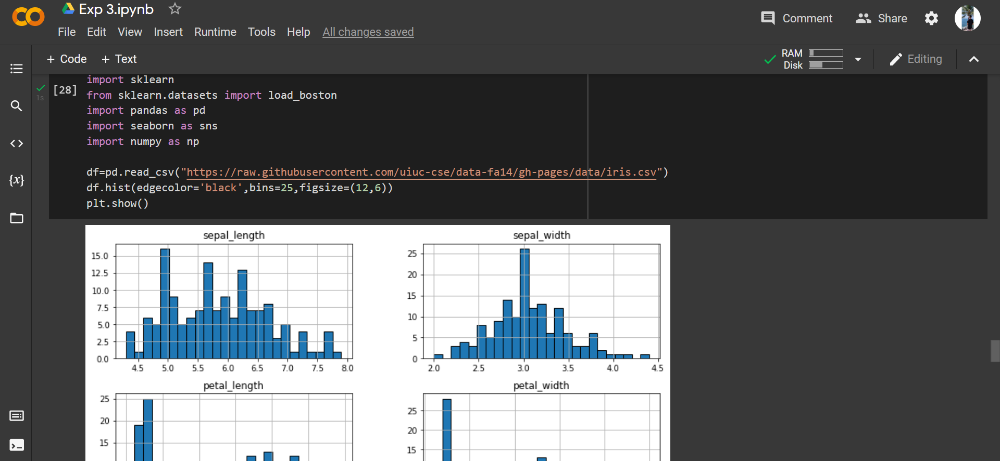 Exp 3.ipynb
File Edit View Insert Runtime Tools Help All changes saved
Comment Share
+ Code + Text
RAM
Disk
Editing
1s
[28]
import sklearn
from sklearn.datasets import load_boston
import pandas as pd
import seaborn as sns
import numpy as np
df=pd.read_csv("https://raw.githubusercontent.com/uiuc-cse/data-fa14/gh-pages/data/iris.csv")
df.hist(edgecolor='black',bins=25,figsize=(12,6))
plt.show()
{x}
sepal_length
15.0
12.5
10.0
7.5
5.0
2.5
0.0
4.5 5.0 5.5 6.0 6.5 7.0 7.5 8.0
sepal_width
25
20
15
10
5
0
2.0 2.5 3.0 3.5 4.0 4.5
petal_length
25
20
15
petal_width
25
20
15